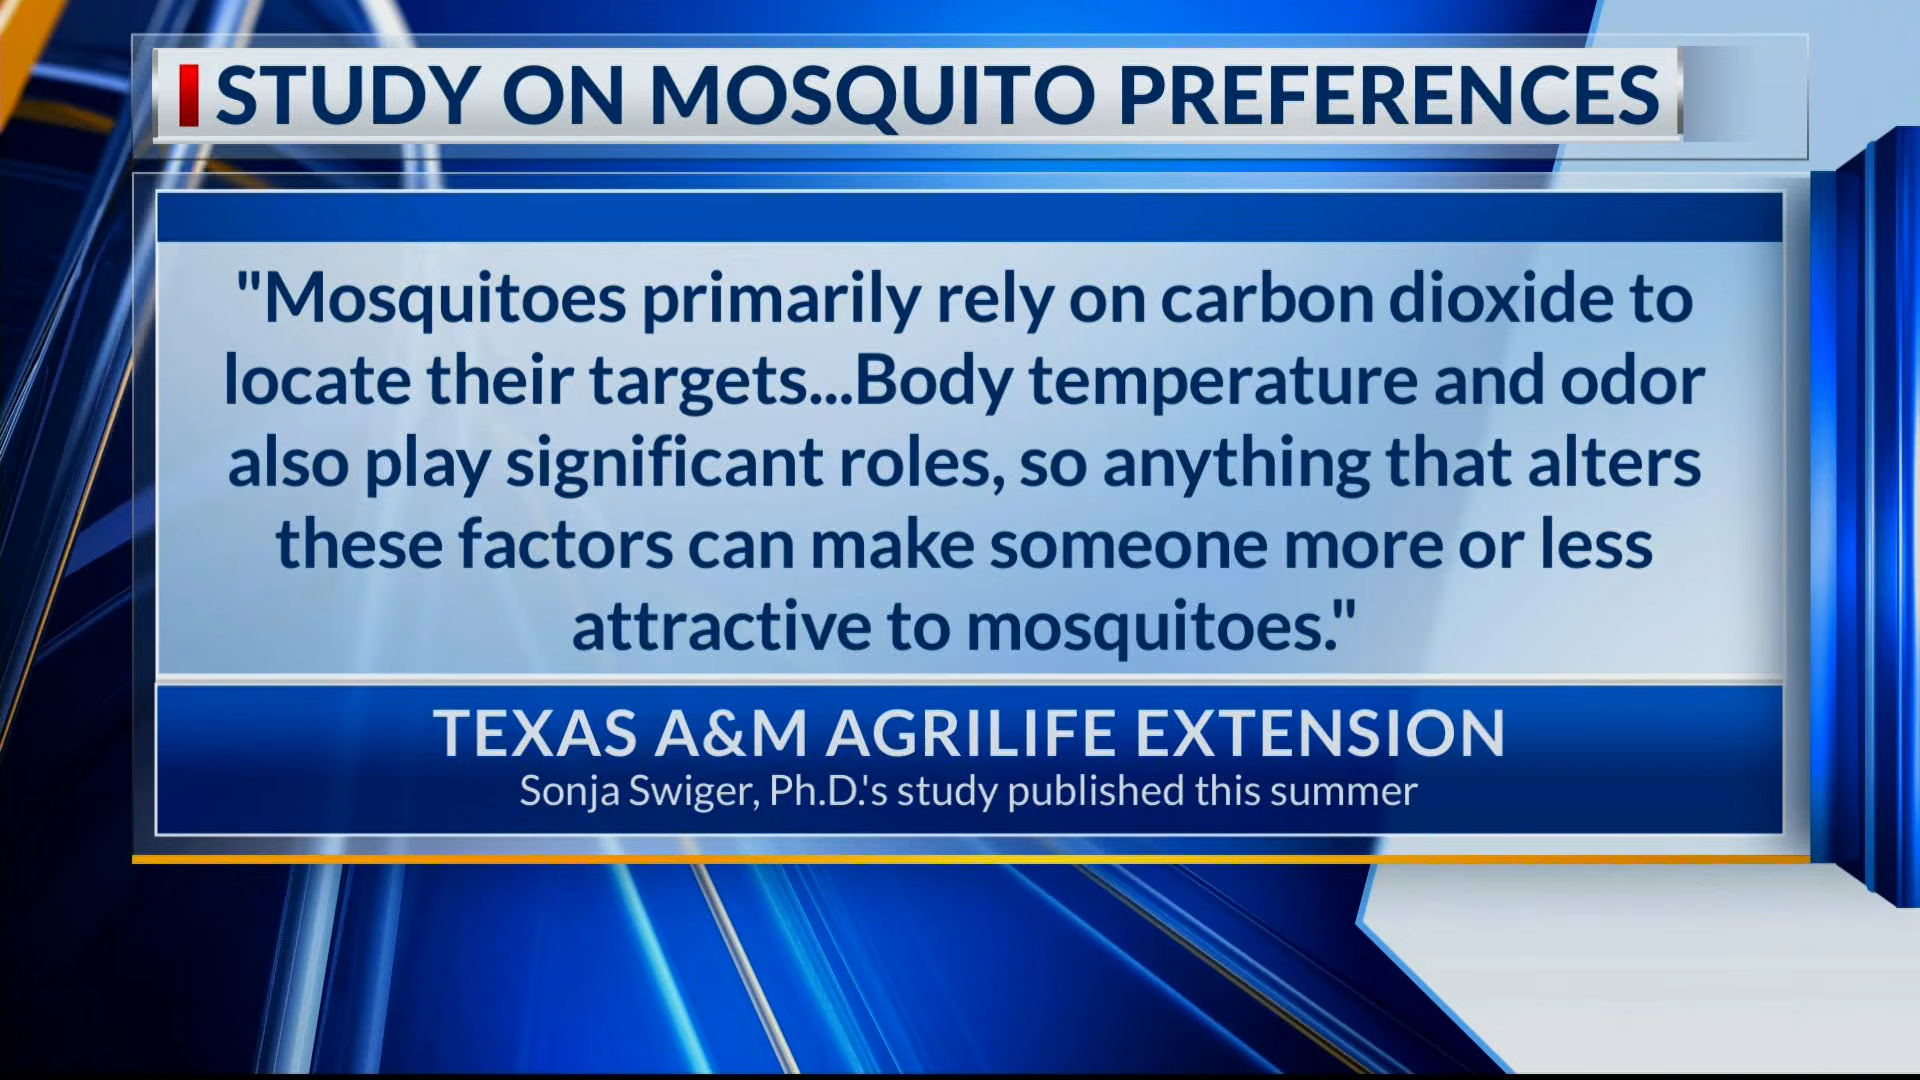 STUDY ON MOSQUITO PREFERENCES
"Mosquitoes primarily rely on carbon dioxide to
locate their targets...Body temperature and odor
also play significant roles, so anything that alters
these factors can make someone more or less
attractive to mosquitoes."
TEXAS A&M AGRILIFE EXTENSION
Sonja Swiger, Ph.D.'s study published this summer